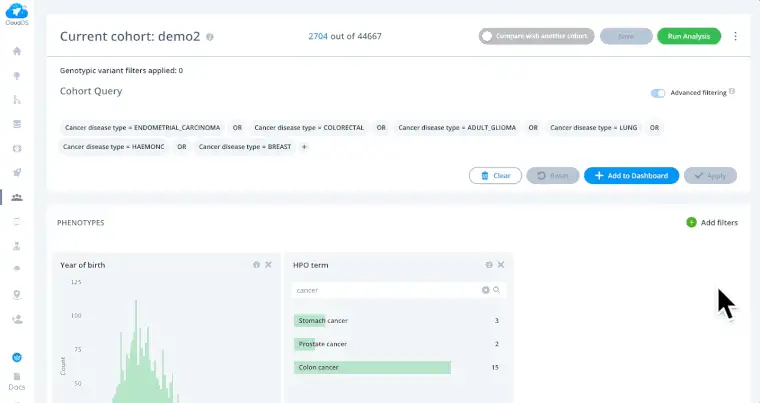 CloudOS
Current cohort: demo2
2704 out of 44667
Compare with another cohort
Save
Run Analysis
Genotypic variant filters applied: 0
Cohort Query
Advanced filtering
Cancer disease type = ENDOMETRIAL_CARCINOMA OR Cancer disease type = COLORECTAL OR Cancer disease type = ADULT_GLIOMA OR Cancer disease type = LUNG OR
Cancer disease type = HAEMONC OR Cancer disease type = BREAST +
Clear
Reset
+ Add to Dashboard
Apply
PHENOTYPES
Add filters
Year of birth
125
100
75
50
Count
HPO term
cancer
Stomach cancer 3
Prostate cancer 2
Colon cancer 15
Docs